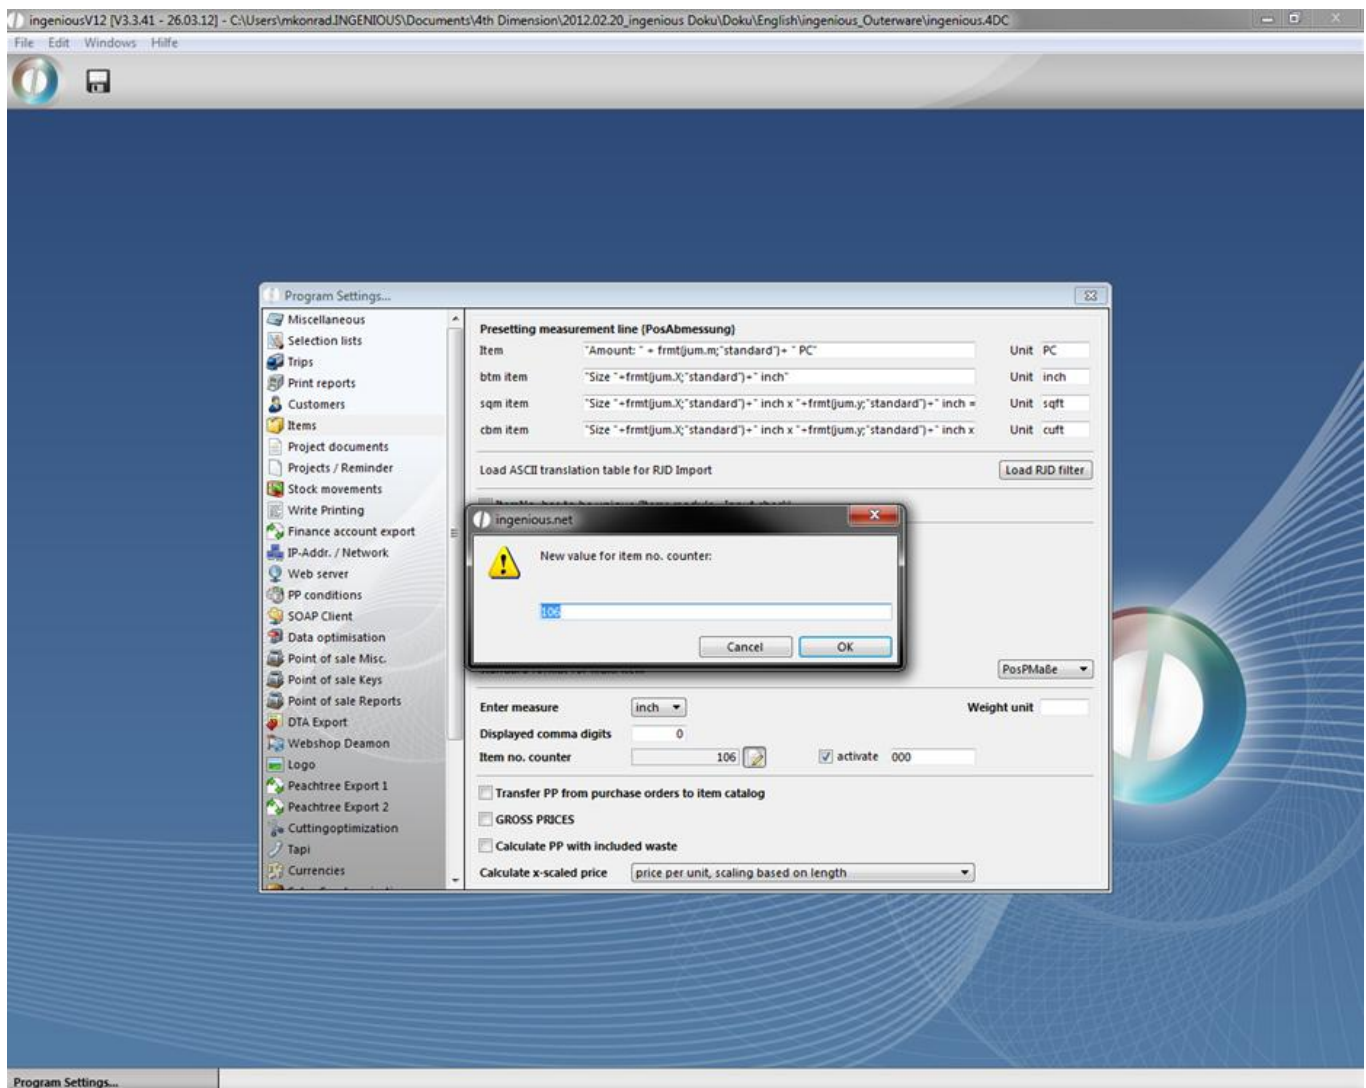 ingeniousV12 [V3.3.41 - 26.03.12] - C:\Users\mkonrad.INGENIOUS\Documents\4th Dimension\2012.02.20_ingenious Doku\Doku\English\ingenious_Outerware\ingenious.4DC
File Edit Windows Hilfe
Program Settings...
Miscellaneous
Selection lists
Trips
Print reports
Customers
Items
Project documents
Projects / Reminder
Stock movements
Write Printing
Finance account export
IP-Addr. / Network
Web server
PP conditions
SOAP Client
Data optimisation
Point of sale Misc.
Point of sale Keys
Point of sale Reports
DTA Export
Webshop Deamon
Logo
Peachtree Export 1
Peachtree Export 2
Cuttingoptimization
Tapi
Currencies
Presetting measurement line (PosAbmessung)
Item "Amount: " + frmt(jum.m;"standard")+ " PC" Unit PC
btm item "Size "+frmt(jum.X;"standard")+" inch" Unit inch
sqm item "Size "+frmt(jum.X;"standard")+" inch x "+frmt(jum.y;"standard")+" inch = Unit sqft
cbm item "Size "+frmt(jum.X;"standard")+" inch x "+frmt(jum.y;"standard")+" inch x Unit cuft
Load ASCII translation table for RJD Import Load RJD filter
ingenious.net
New value for item no. counter:
106
Cancel OK
PosPMaße
Enter measure inch Weight unit
Displayed comma digits 0
Item no. counter 106 activate 000
Transfer PP from purchase orders to item catalog
GROSS PRICES
Calculate PP with included waste
Calculate x-scaled price price per unit, scaling based on length
Program Settings...